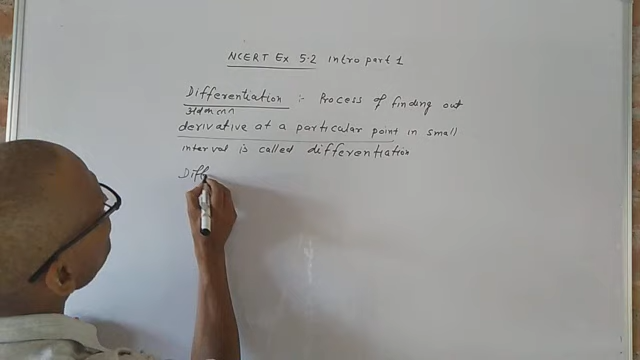 NCERT Ex 5.2 Intro part 1
Differentiation :- Process of finding out
अवकलन
derivative at a particular point in small
interval is called differentiation
Diff